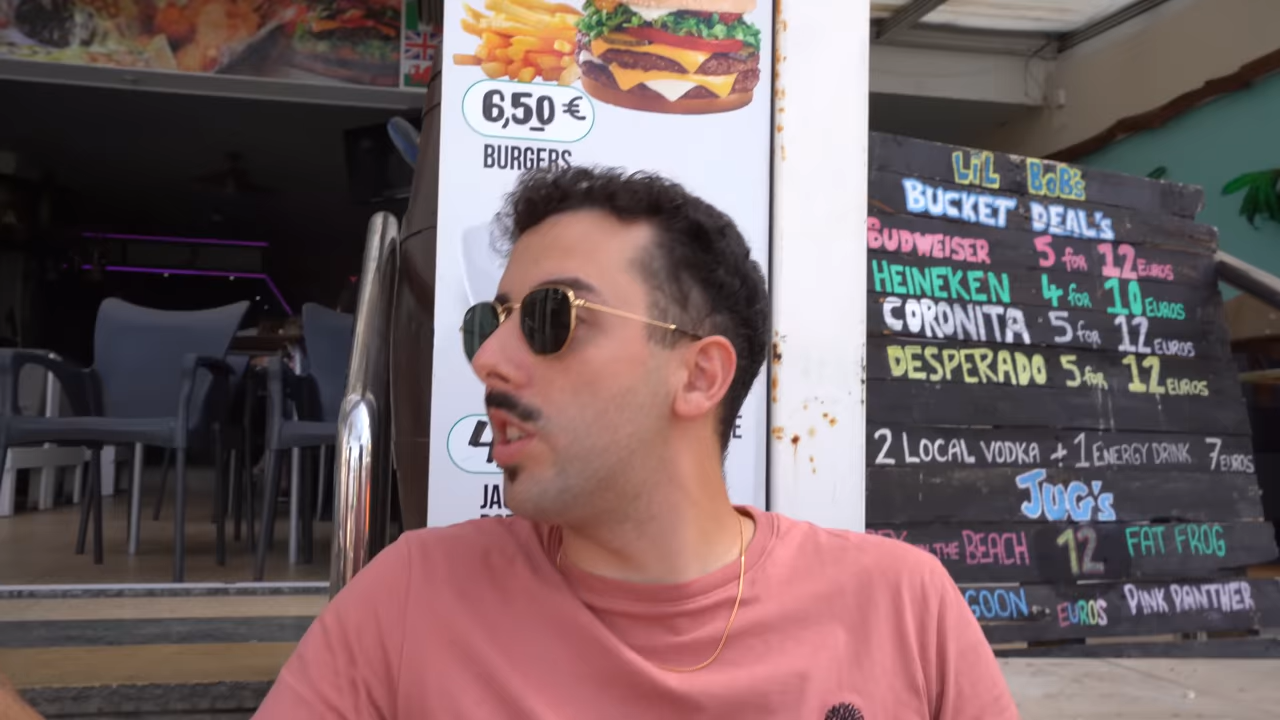 6,50 €
BURGERS
LIL BOB'S
BUCKET DEAL'S
BUDWEISER 5 FOR 12 EUROS
HEINEKEN 4 FOR 10 EUROS
CORONITA 5 FOR 12 EUROS
DESPERADO 5 FOR 12 EUROS
2 LOCAL VODKA + 1 ENERGY DRINK 7 EUROS
JUG'S
THE BEACH 12 FAT FROG
EUROS PINK PANTHER